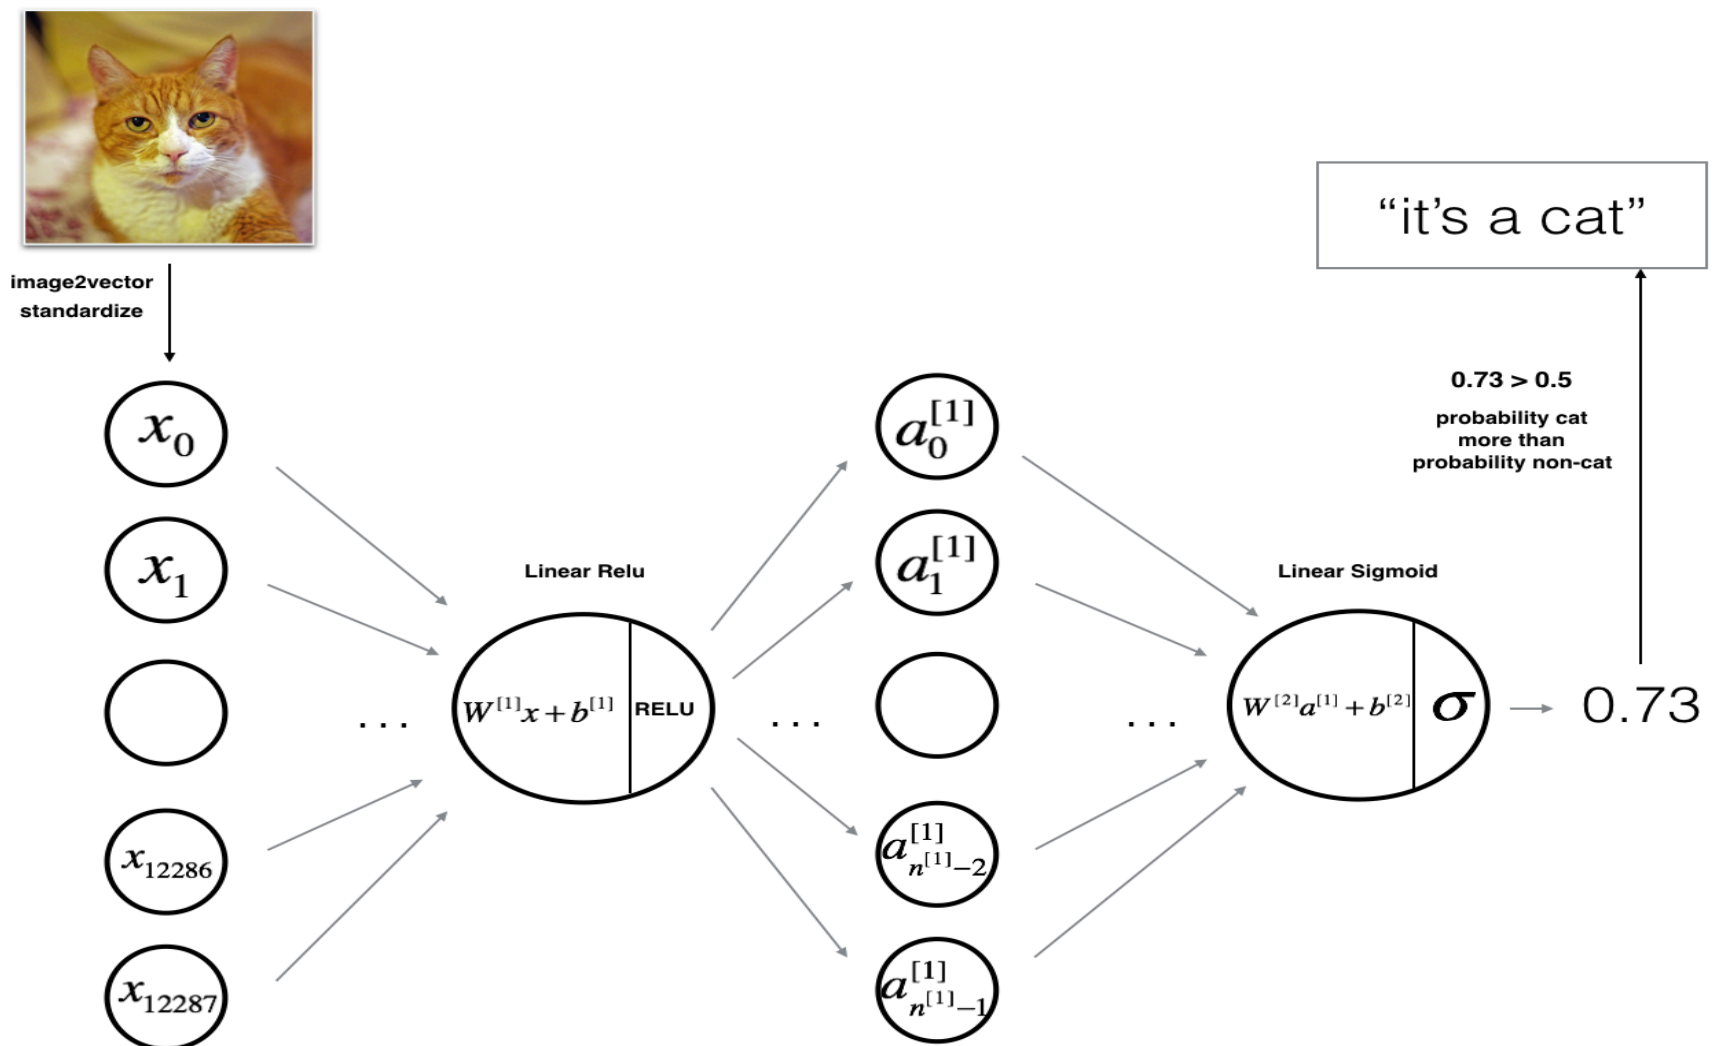 image2vector
standardize
x₀
x₁
x₁₂₂₈₆
x₁₂₂₈₇
. . .
Linear Relu
W^[1]x+b^[1] RELU
. . .
a₀^[1]
a₁^[1]
a_{n^[1]−2}^[1]
a_{n^[1]−1}^[1]
. . .
Linear Sigmoid
W^[2]a^[1]+b^[2] σ
0.73
0.73 > 0.5
probability cat
more than
probability non-cat
“it’s a cat”